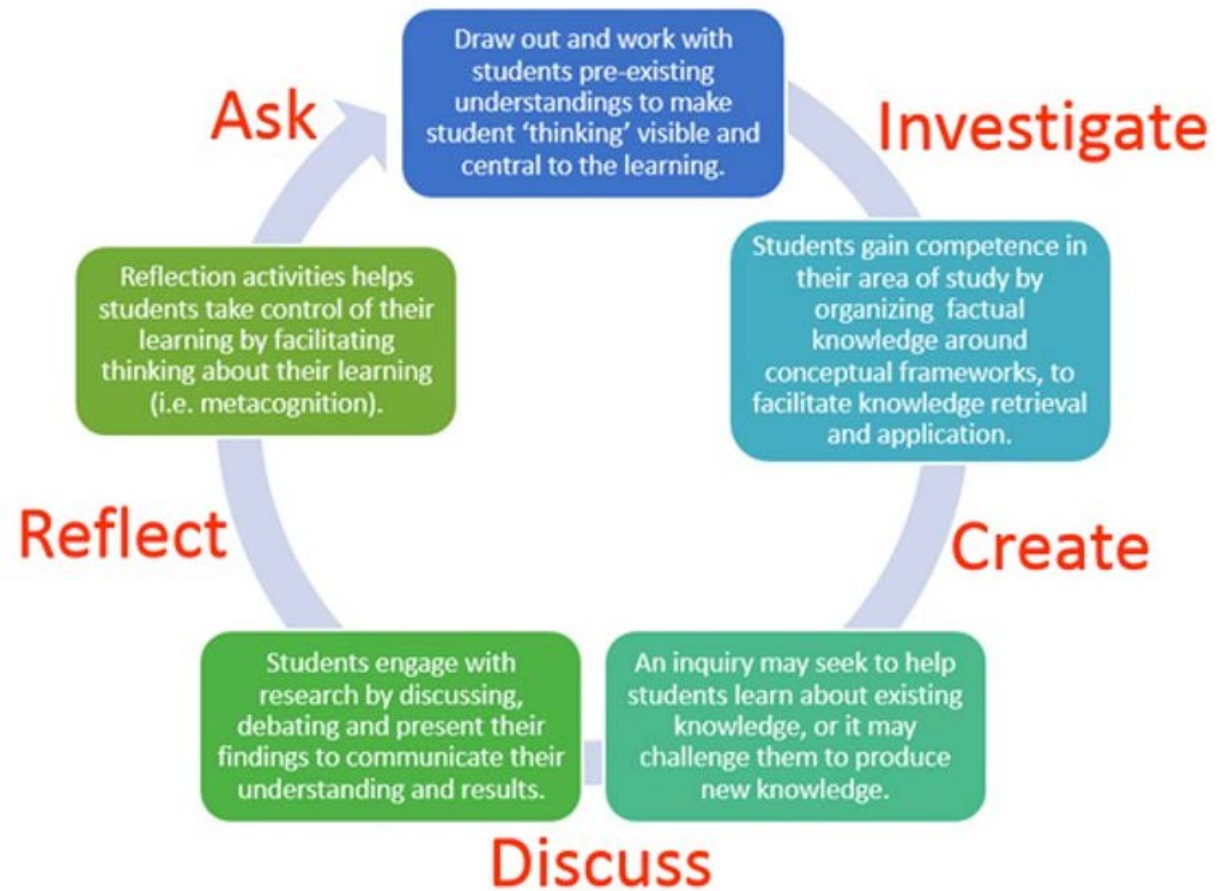 Draw out and work with
students pre-existing
understandings to make
student ‘thinking’ visible and
central to the learning.
Ask
Investigate
Students gain competence in
their area of study by
organizing factual
knowledge around
conceptual frameworks, to
facilitate knowledge retrieval
and application.
Reflection activities helps
students take control of their
learning by facilitating
thinking about their learning
(i.e. metacognition).
Reflect
Create
Students engage with
research by discussing,
debating and present their
findings to communicate their
understanding and results.
An inquiry may seek to help
students learn about existing
knowledge, or it may
challenge them to produce
new knowledge.
Discuss